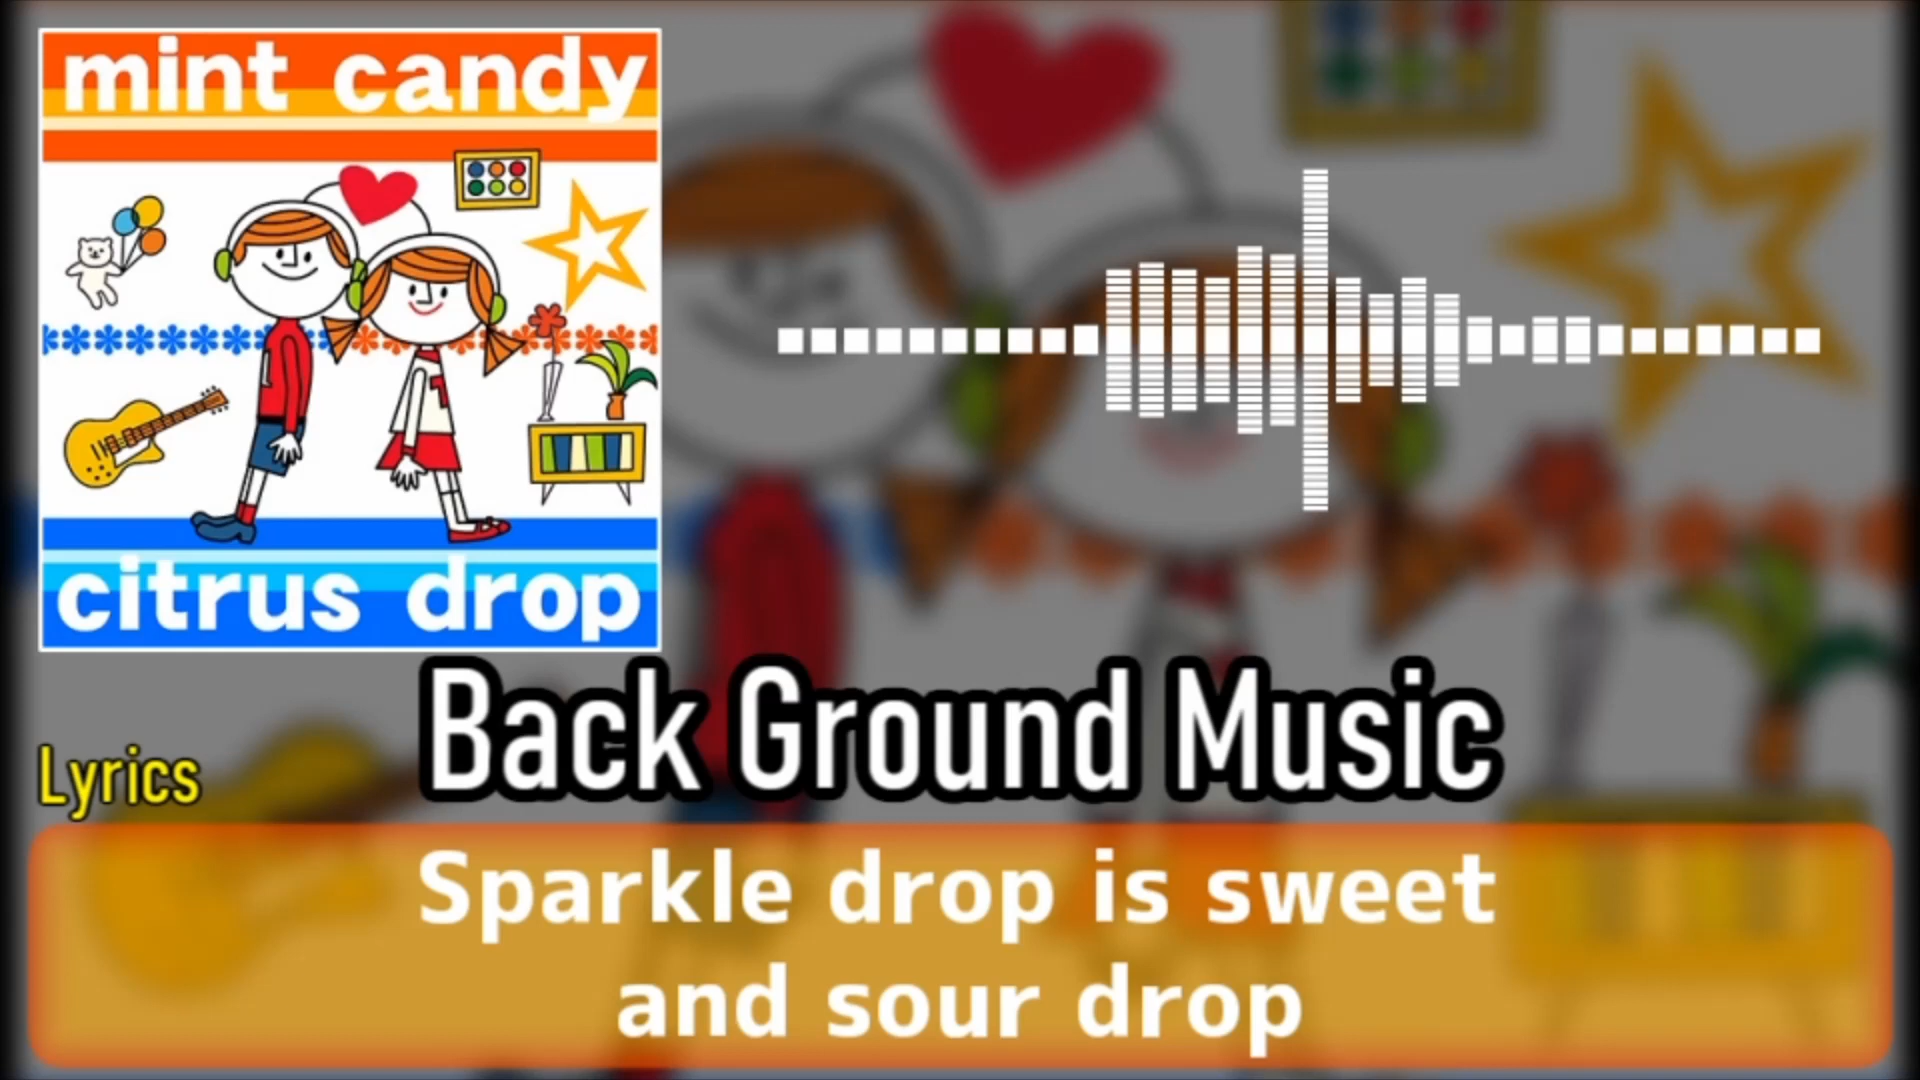 mint candy
citrus drop
Back Ground Music
Lyrics
Sparkle drop is sweet
and sour drop